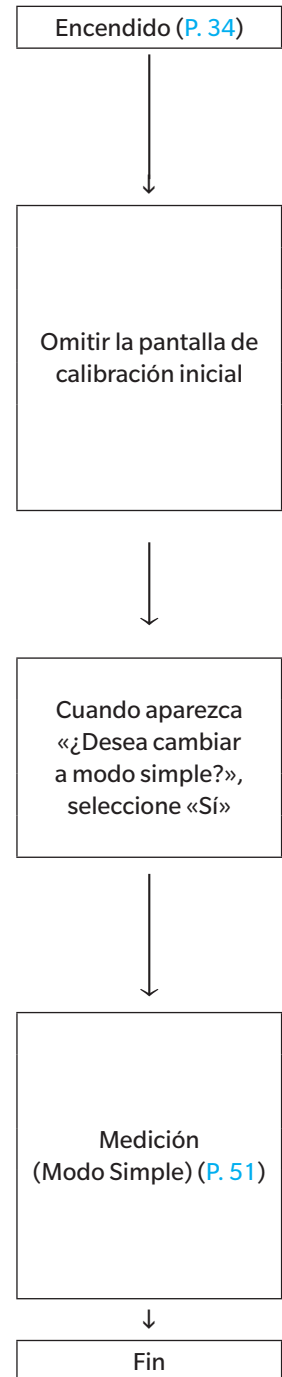 Encendido (P. 34)
Omitir la pantalla de
calibración inicial
Cuando aparezca
«¿Desea cambiar
a modo simple?»,
seleccione «Sí»
Medición
(Modo Simple) (P. 51)
Fin